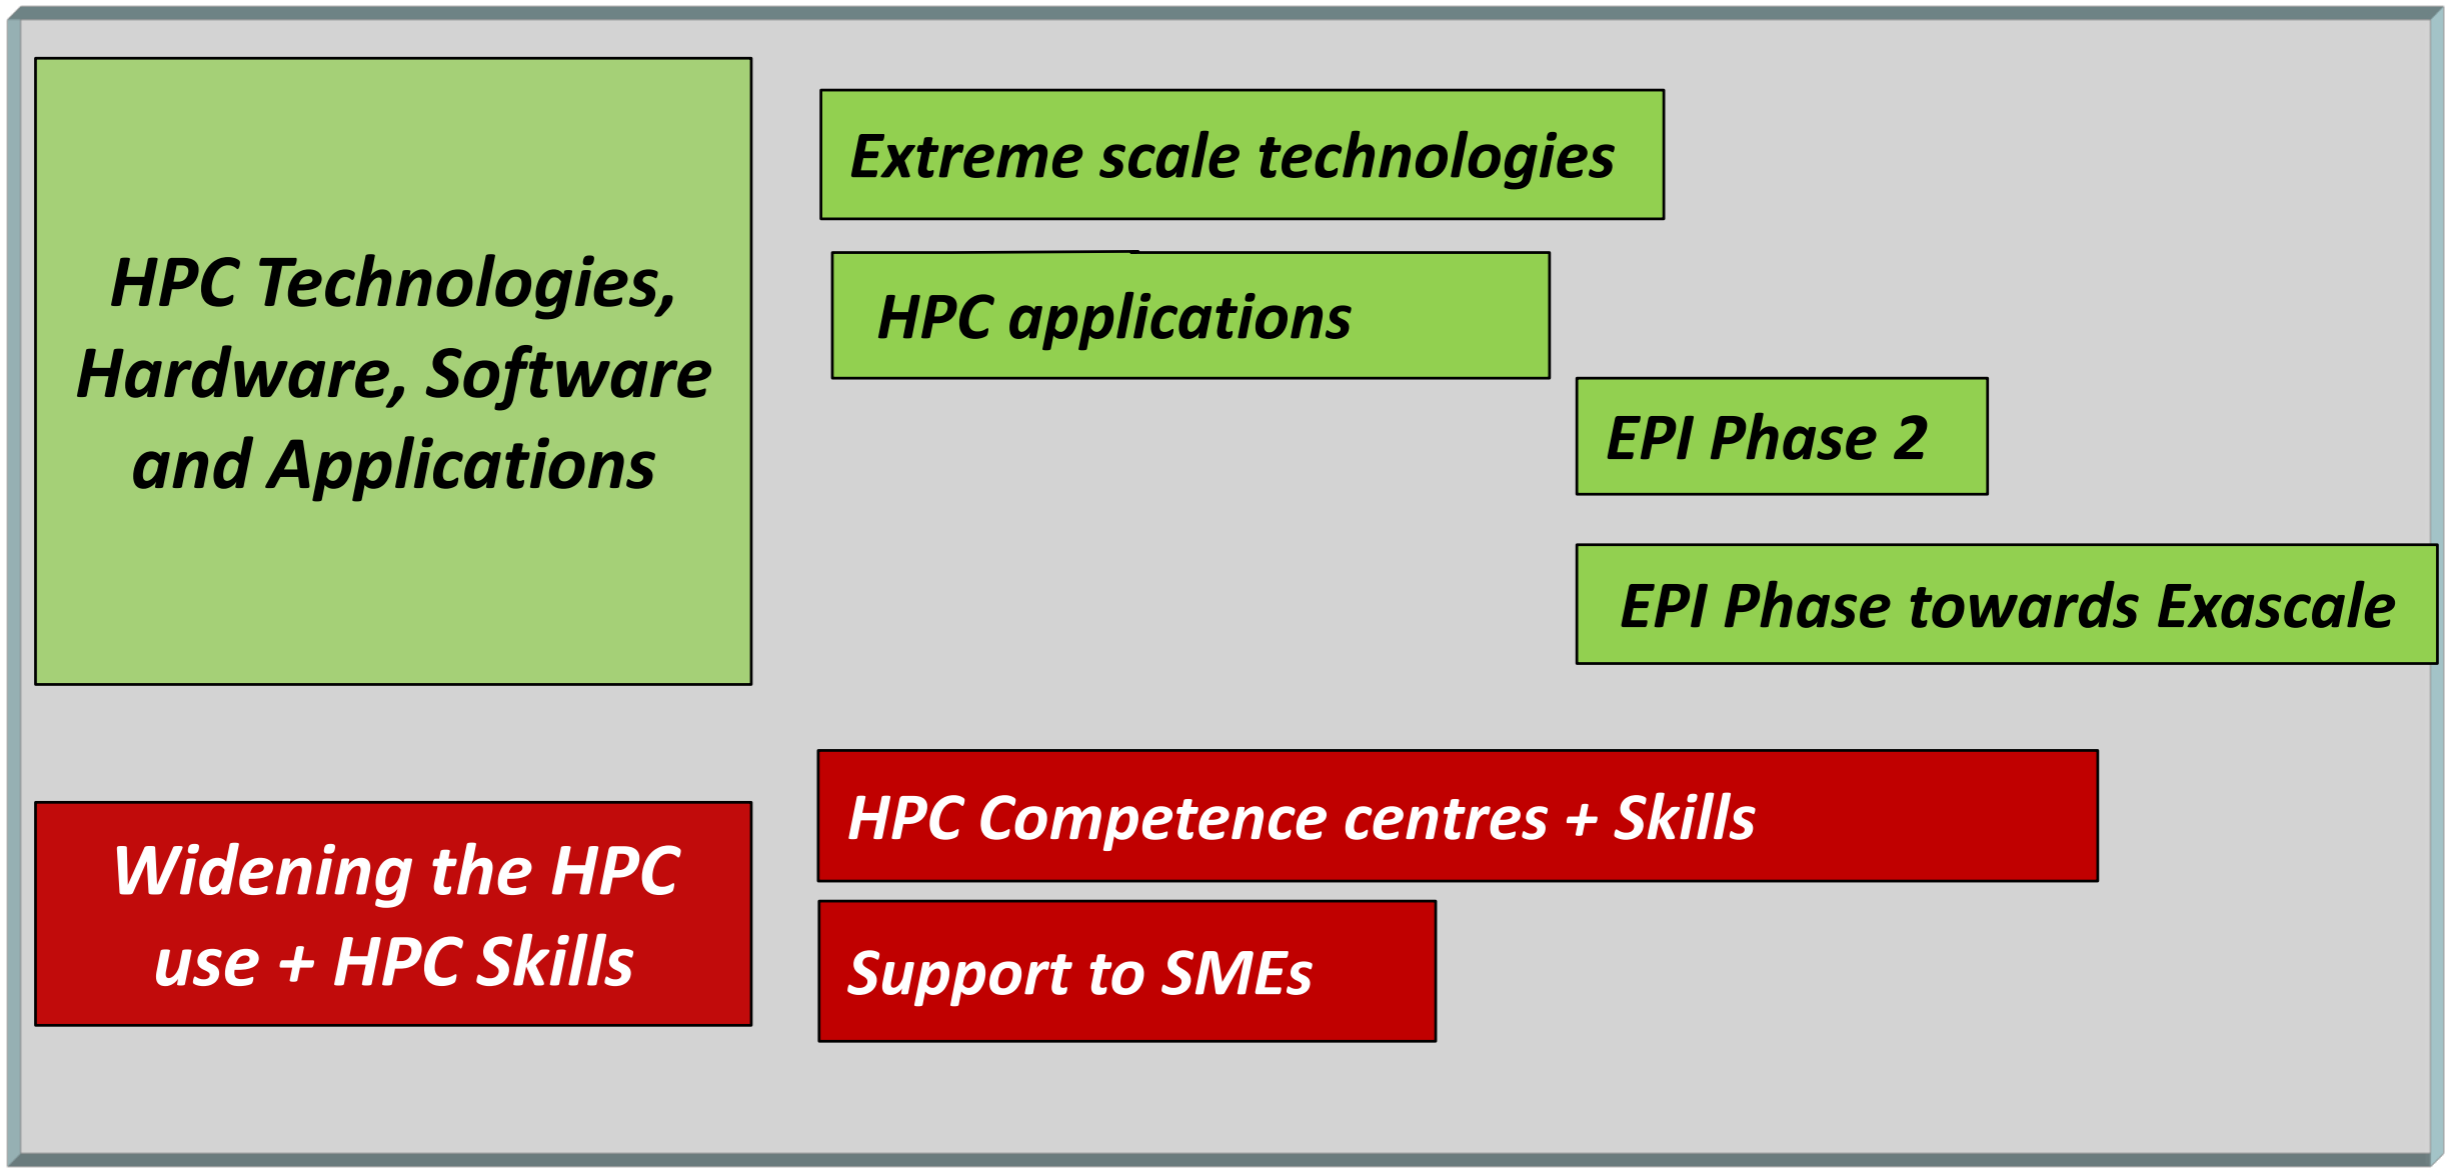 HPC Technologies,
Hardware, Software
and Applications
Extreme scale technologies
HPC applications
EPI Phase 2
EPI Phase towards Exascale
Widening the HPC
use + HPC Skills
HPC Competence centres + Skills
Support to SMEs